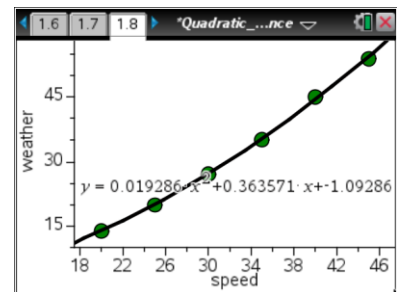 1.6 1.7 1.8 *Quadratic_...nce
weather
45
30
15
y = 0.019286·x²+0.363571·x+-1.09286
18 22 26 30 34 38 42 46
speed